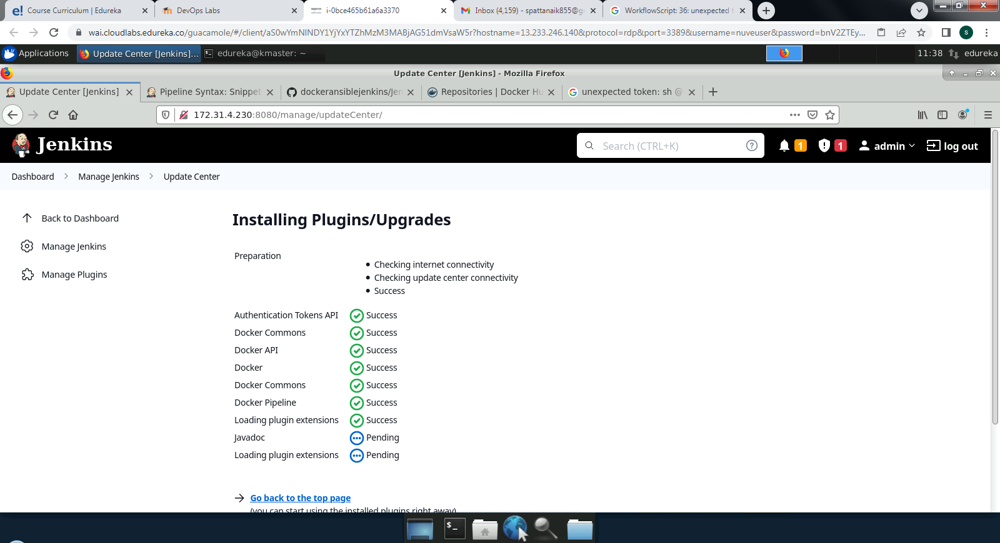 Course Curriculum | Edureka
DevOps Labs
i-0bce465b61a6a3370
Inbox (4,159) - spattanaik855@g
WorkflowScript: 36: unexpected
wai.cloudlabs.edureka.co/guacamole/#/client/aS0wYmNlNDY1YjYxYTZhMzM3MABjAG51dmVsaW5r?hostname=13.233.246.140&protocol=rdp&port=3389&username=nuveuser&password=bnV2ZTEy...
S
Applications
Update Center [Jenkins]...
edureka@kmaster: ~
11:38
edureka
Update Center [Jenkins] - Mozilla Firefox
Update Center [Jenkins]
Pipeline Syntax: Snippet
dockeransiblejenkins/Jen
Repositories | Docker Hu
unexpected token: sh @
172.31.4.230:8080/manage/updateCenter/
Jenkins
Search (CTRL+K)
1
1
admin
log out
Dashboard
Manage Jenkins
Update Center
Back to Dashboard
Manage Jenkins
Manage Plugins
Installing Plugins/Upgrades
Preparation
Checking internet connectivity
Checking update center connectivity
Success
Authentication Tokens API Success
Docker Commons Success
Docker API Success
Docker Success
Docker Commons Success
Docker Pipeline Success
Loading plugin extensions Success
Javadoc Pending
Loading plugin extensions Pending
Go back to the top page
(you can start using the installed plugins right away)